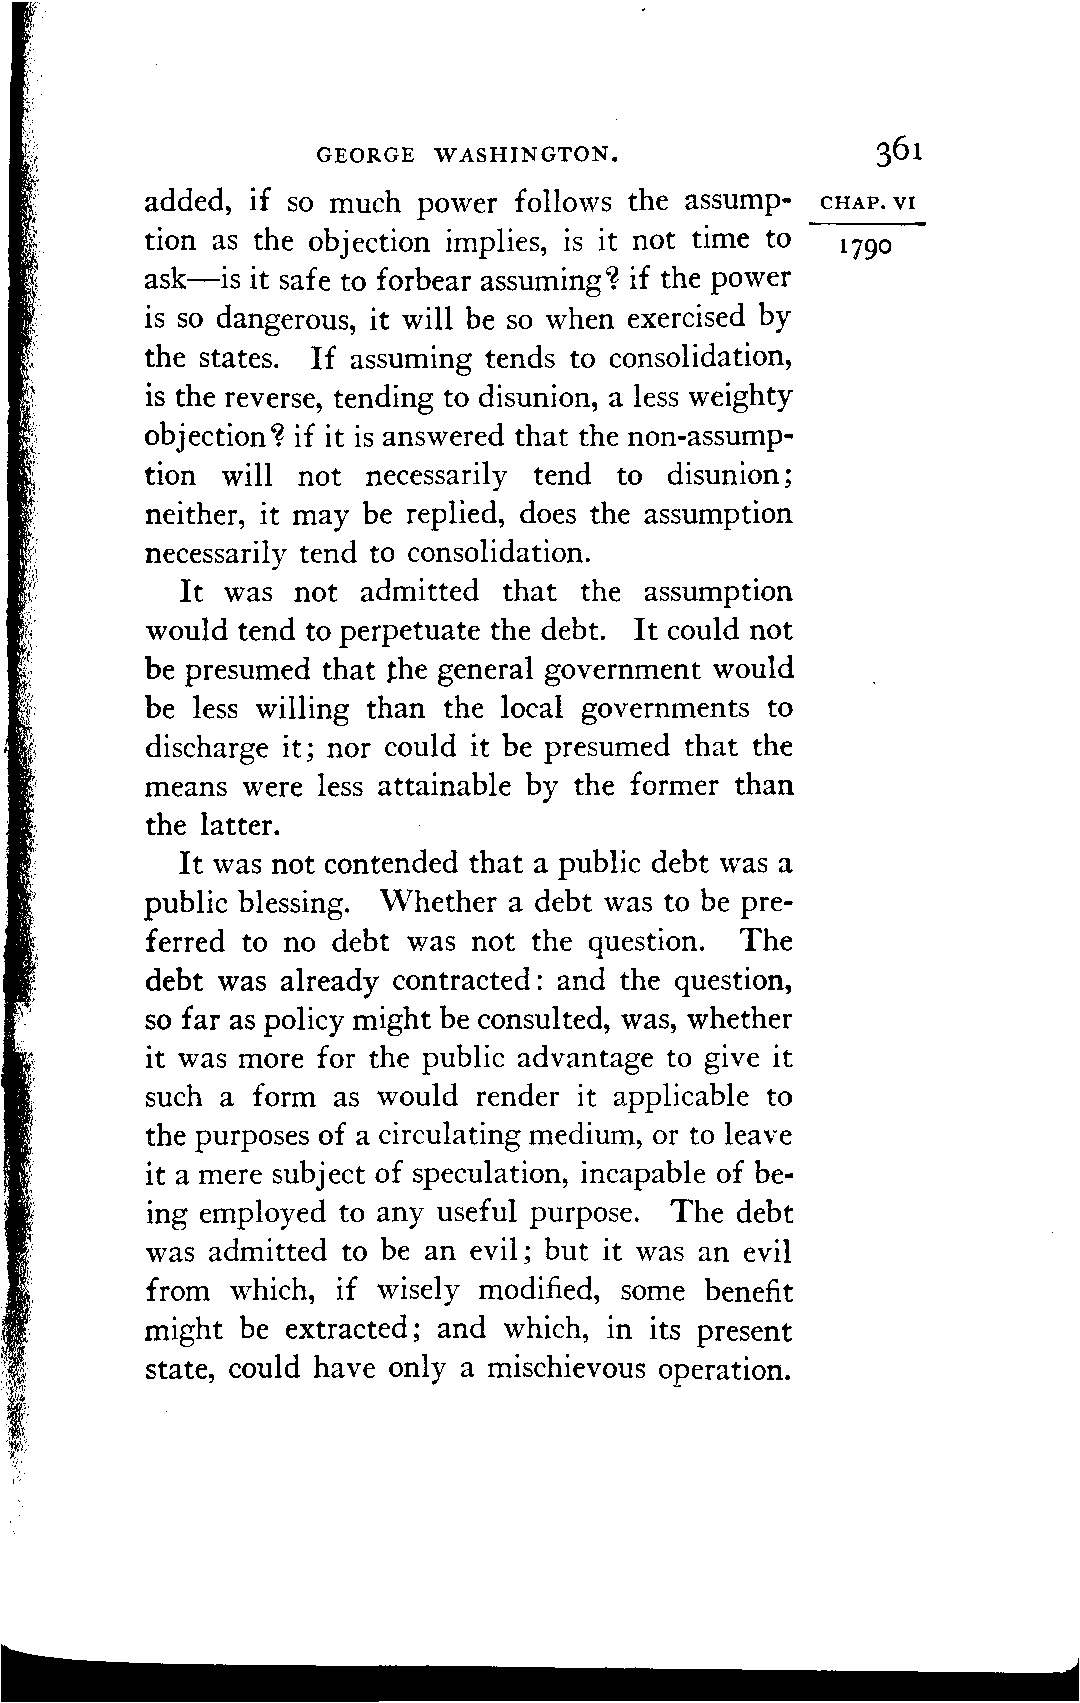 GEORGE WASHINGTON. 361
added, if so much power follows the assump- CHAP. VI
tion as the objection implies, is it not time to 1790
ask—is it safe to forbear assuming? if the power
is so dangerous, it will be so when exercised by
the states. If assuming tends to consolidation,
is the reverse, tending to disunion, a less weighty
objection? if it is answered that the non-assump-
tion will not necessarily tend to disunion;
neither, it may be replied, does the assumption
necessarily tend to consolidation.
It was not admitted that the assumption
would tend to perpetuate the debt. It could not
be presumed that the general government would
be less willing than the local governments to
discharge it; nor could it be presumed that the
means were less attainable by the former than
the latter.
It was not contended that a public debt was a
public blessing. Whether a debt was to be pre-
ferred to no debt was not the question. The
debt was already contracted: and the question,
so far as policy might be consulted, was, whether
it was more for the public advantage to give it
such a form as would render it applicable to
the purposes of a circulating medium, or to leave
it a mere subject of speculation, incapable of be-
ing employed to any useful purpose. The debt
was admitted to be an evil; but it was an evil
from which, if wisely modified, some benefit
might be extracted; and which, in its present
state, could have only a mischievous operation.